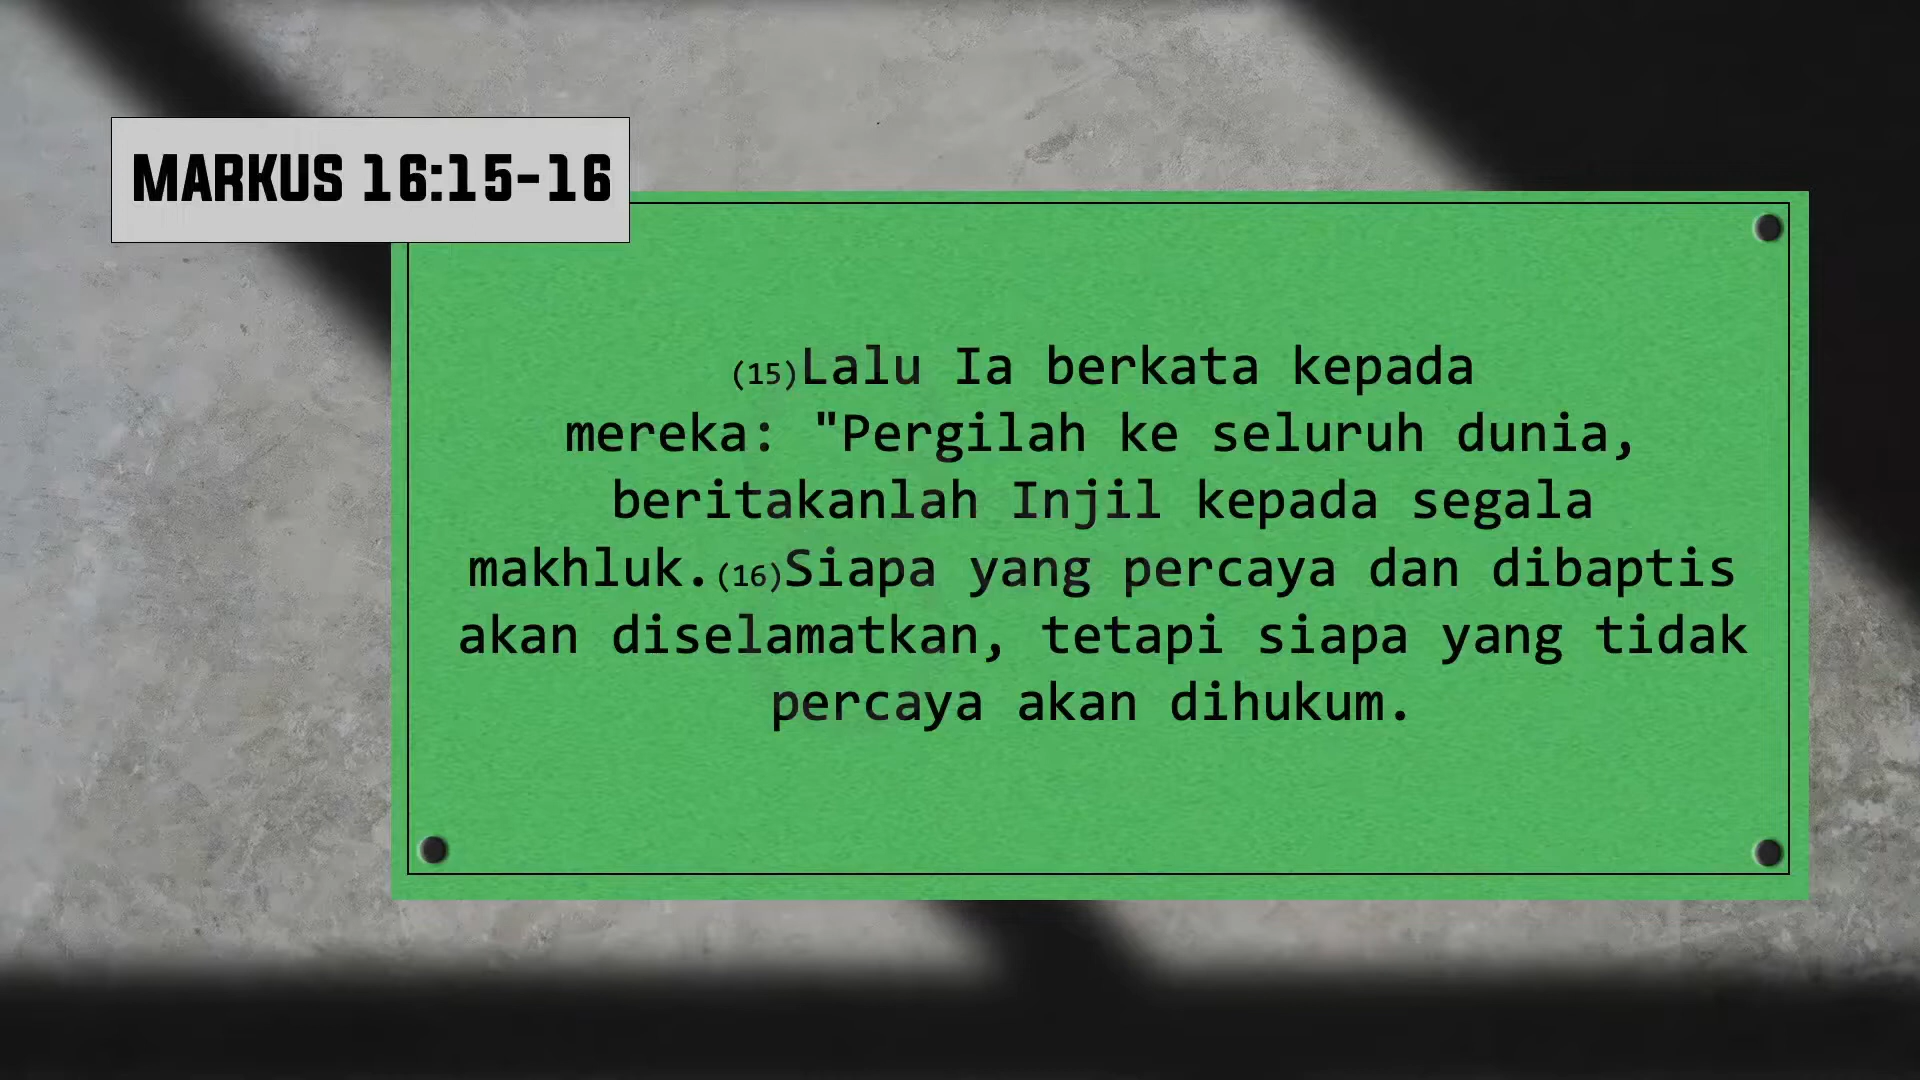 MARKUS 16:15-16
(15)Lalu Ia berkata kepada
mereka: "Pergilah ke seluruh dunia,
beritakanlah Injil kepada segala
makhluk.(16)Siapa yang percaya dan dibaptis
akan diselamatkan, tetapi siapa yang tidak
percaya akan dihukum.